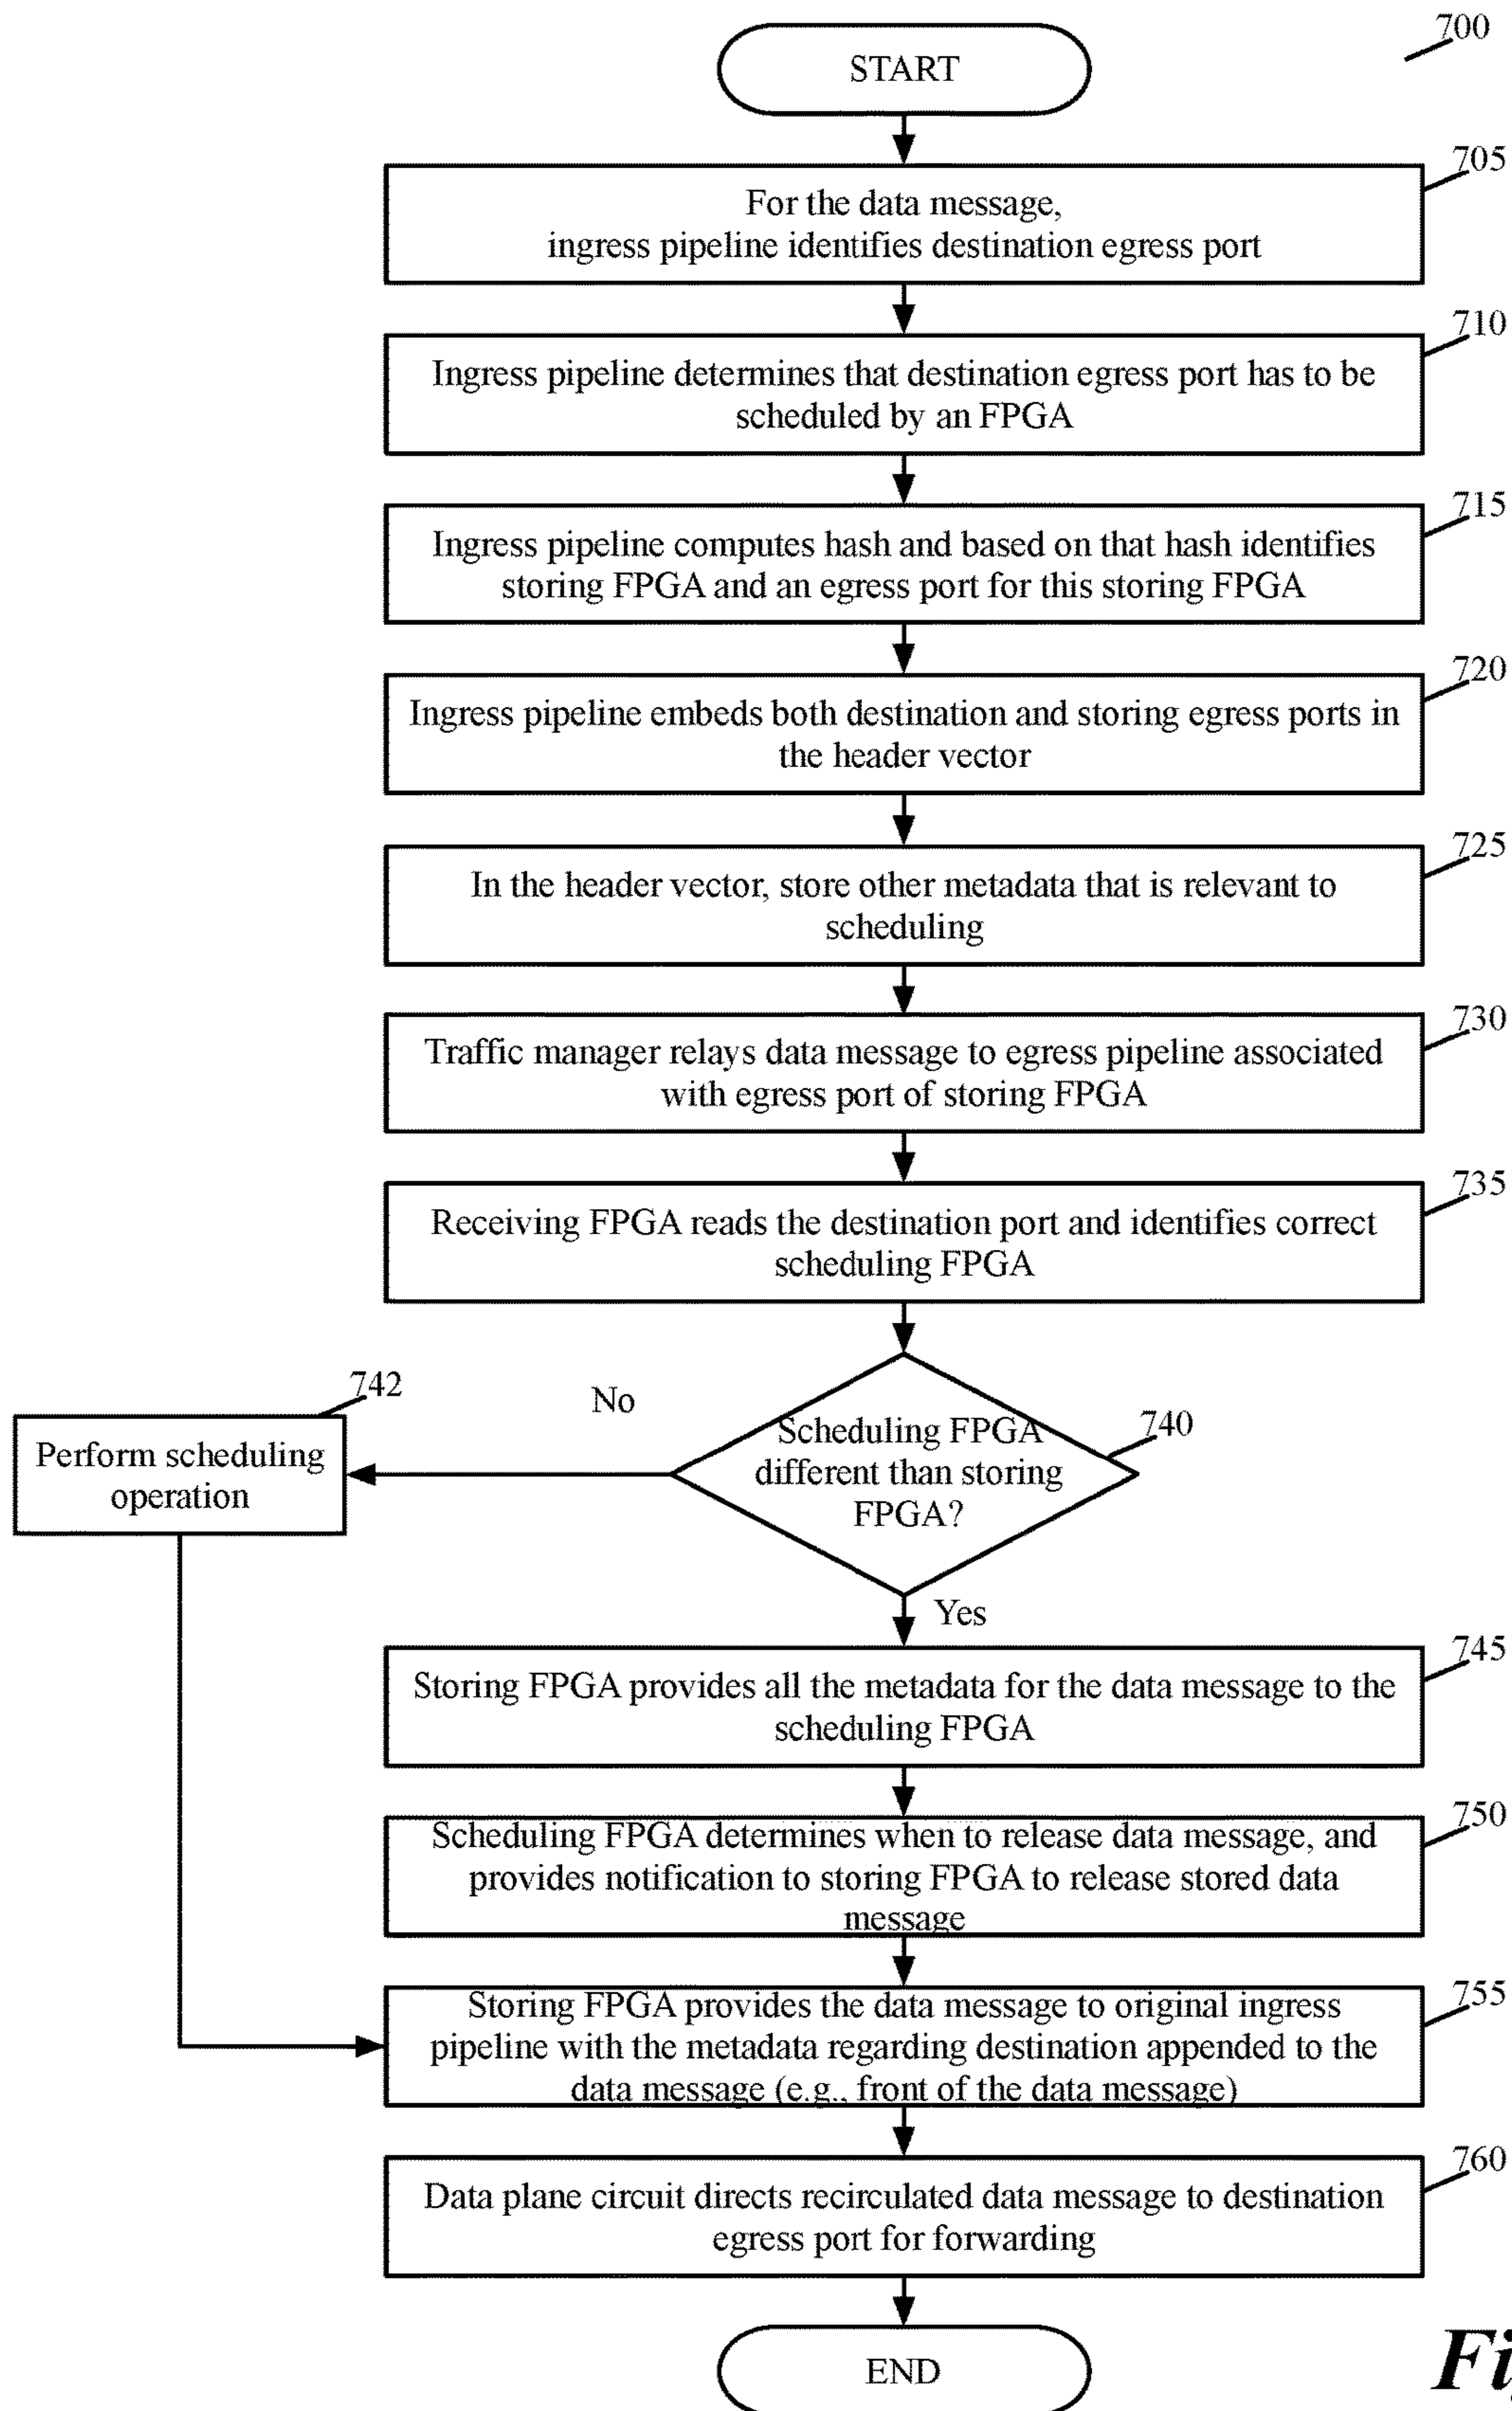 700
START
705
For the data message,
ingress pipeline identifies destination egress port
710
Ingress pipeline determines that destination egress port has to be
scheduled by an FPGA
715
Ingress pipeline computes hash and based on that hash identifies
storing FPGA and an egress port for this storing FPGA
720
Ingress pipeline embeds both destination and storing egress ports in
the header vector
725
In the header vector, store other metadata that is relevant to
scheduling
730
Traffic manager relays data message to egress pipeline associated
with egress port of storing FPGA
735
Receiving FPGA reads the destination port and identifies correct
scheduling FPGA
742
No
740
Scheduling FPGA
different than storing
FPGA?
Perform scheduling
operation
Yes
745
Storing FPGA provides all the metadata for the data message to the
scheduling FPGA
750
Scheduling FPGA determines when to release data message, and
provides notification to storing FPGA to release stored data
message
755
Storing FPGA provides the data message to original ingress
pipeline with the metadata regarding destination appended to the
data message (e.g., front of the data message)
760
Data plane circuit directs recirculated data message to destination
egress port for forwarding
END